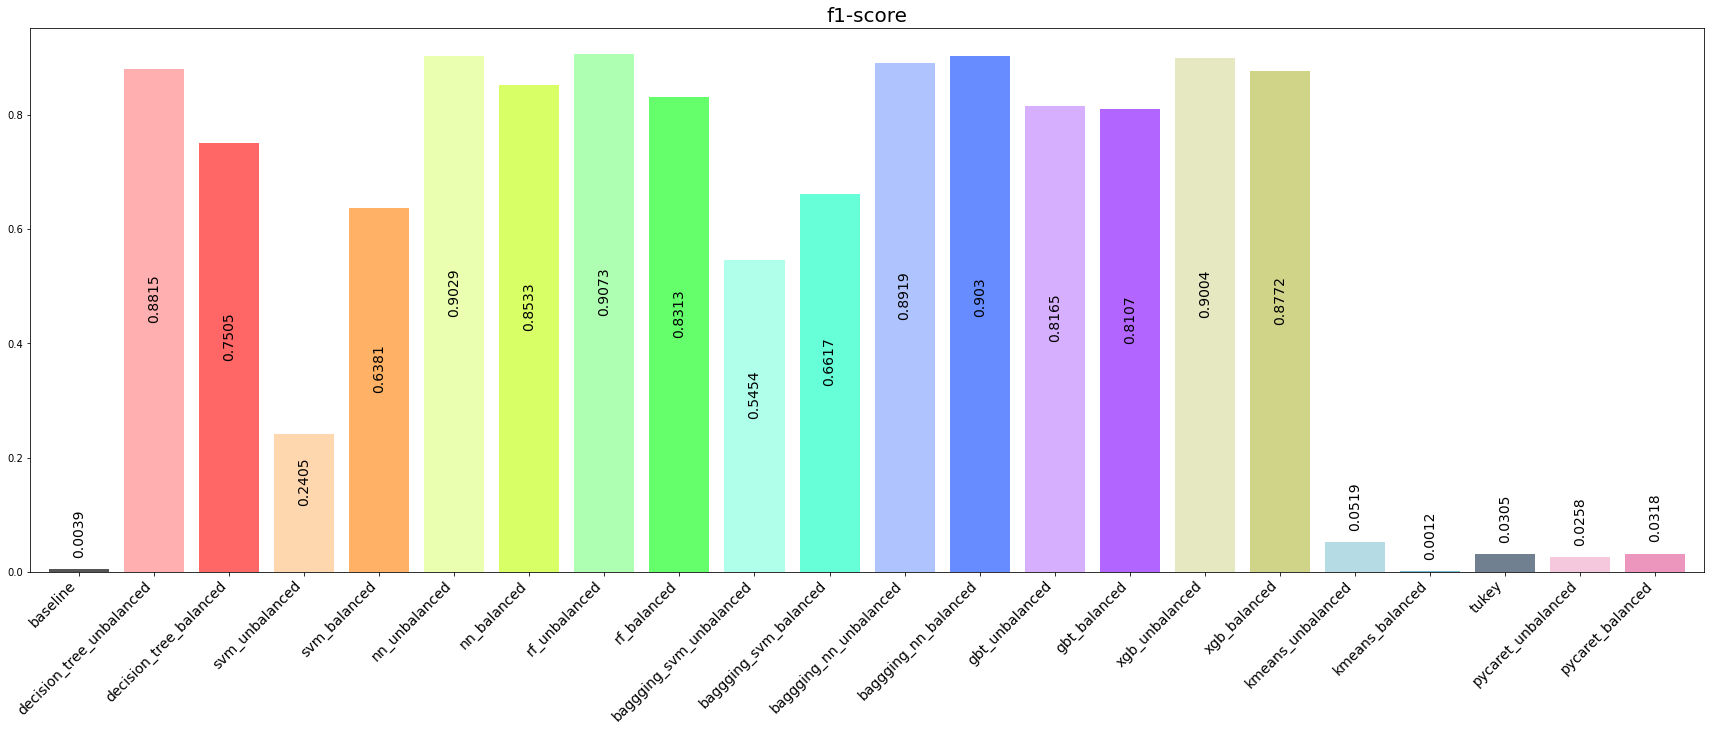 f1-score
0.8
0.6
0.4
0.2
0.0
0.0039
0.8815
0.7505
0.2405
0.6381
0.9029
0.8533
0.9073
0.8313
0.5454
0.6617
0.8919
0.903
0.8165
0.8107
0.9004
0.8772
0.0519
0.0012
0.0305
0.0258
0.0318
baseline
decision_tree_unbalanced
decision_tree_balanced
svm_unbalanced
svm_balanced
nn_unbalanced
nn_balanced
rf_unbalanced
rf_balanced
baggging_svm_unbalanced
baggging_svm_balanced
baggging_nn_unbalanced
baggging_nn_balanced
gbt_unbalanced
gbt_balanced
xgb_unbalanced
xgb_balanced
kmeans_unbalanced
kmeans_balanced
tukey
pycaret_unbalanced
pycaret_balanced